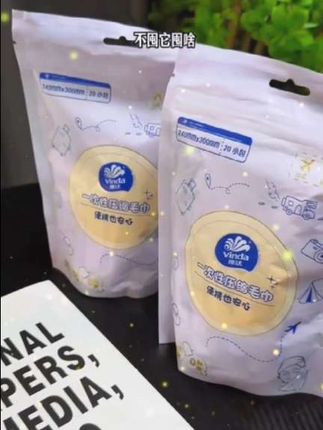 不囤它囤啥
240mmx300mm 20小包
Vinda
维达
一次性压缩毛巾
便携也安心
240mmx300mm 20小包
Vinda
维达
一次性压缩毛巾
便携也安心
NAL
PERS,
MEDIA,